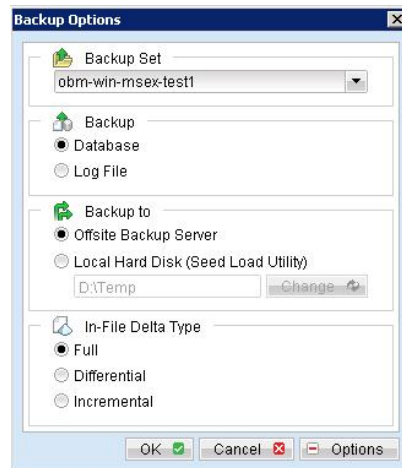 Backup Options
Backup Set
obm-win-msex-test1
Backup
Database
Log File
Backup to
Offsite Backup Server
Local Hard Disk (Seed Load Utility)
D:\Temp
Change
In-File Delta Type
Full
Differential
Incremental
OK
Cancel
Options